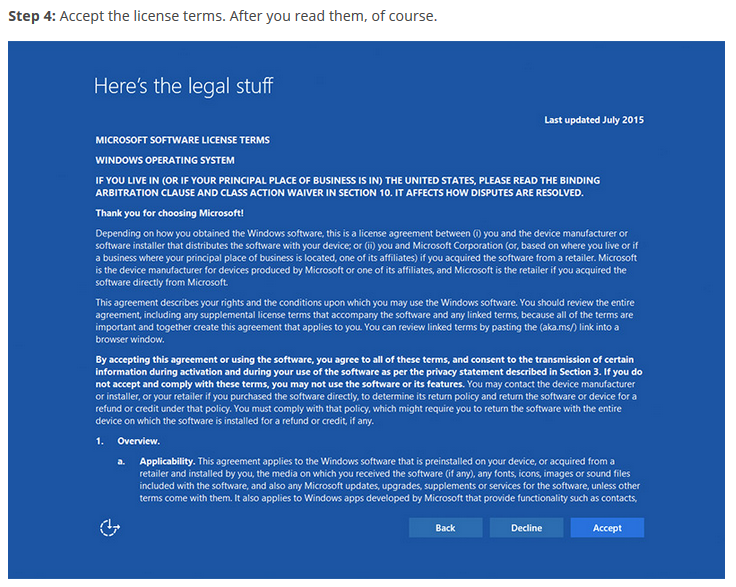 Step 4: Accept the license terms. After you read them, of course.
Here's the legal stuff
Last updated July 2015
MICROSOFT SOFTWARE LICENSE TERMS
WINDOWS OPERATING SYSTEM
IF YOU LIVE IN (OR IF YOUR PRINCIPAL PLACE OF BUSINESS IS IN) THE UNITED STATES, PLEASE READ THE BINDING
ARBITRATION CLAUSE AND CLASS ACTION WAIVER IN SECTION 10. IT AFFECTS HOW DISPUTES ARE RESOLVED.
Thank you for choosing Microsoft!
Depending on how you obtained the Windows software, this is a license agreement between (i) you and the device manufacturer or
software installer that distributes the software with your device; or (ii) you and Microsoft Corporation (or, based on where you live or if
a business where your principal place of business is located, one of its affiliates) if you acquired the software from a retailer. Microsoft
is the device manufacturer for devices produced by Microsoft or one of its affiliates, and Microsoft is the retailer if you acquired the
software directly from Microsoft.
This agreement describes your rights and the conditions upon which you may use the Windows software. You should review the entire
agreement, including any supplemental license terms that accompany the software and any linked terms, because all of the terms are
important and together create this agreement that applies to you. You can review linked terms by pasting the (aka.ms/) link into a
browser window.
By accepting this agreement or using the software, you agree to all of these terms, and consent to the transmission of certain
information during activation and during your use of the software as per the privacy statement described in Section 3. If you do
not accept and comply with these terms, you may not use the software or its features. You may contact the device manufacturer
or installer, or your retailer if you purchased the software directly, to determine its return policy and return the software or device for a
refund or credit under that policy. You must comply with that policy, which might require you to return the software with the entire
device on which the software is installed for a refund or credit, if any.
1. Overview.
a. Applicability. This agreement applies to the Windows software that is preinstalled on your device, or acquired from a
retailer and installed by you, the media on which you received the software (if any), any fonts, icons, images or sound files
included with the software, and also any Microsoft updates, upgrades, supplements or services for the software, unless other
terms come with them. It also applies to Windows apps developed by Microsoft that provide functionality such as contacts,
Back Decline Accept